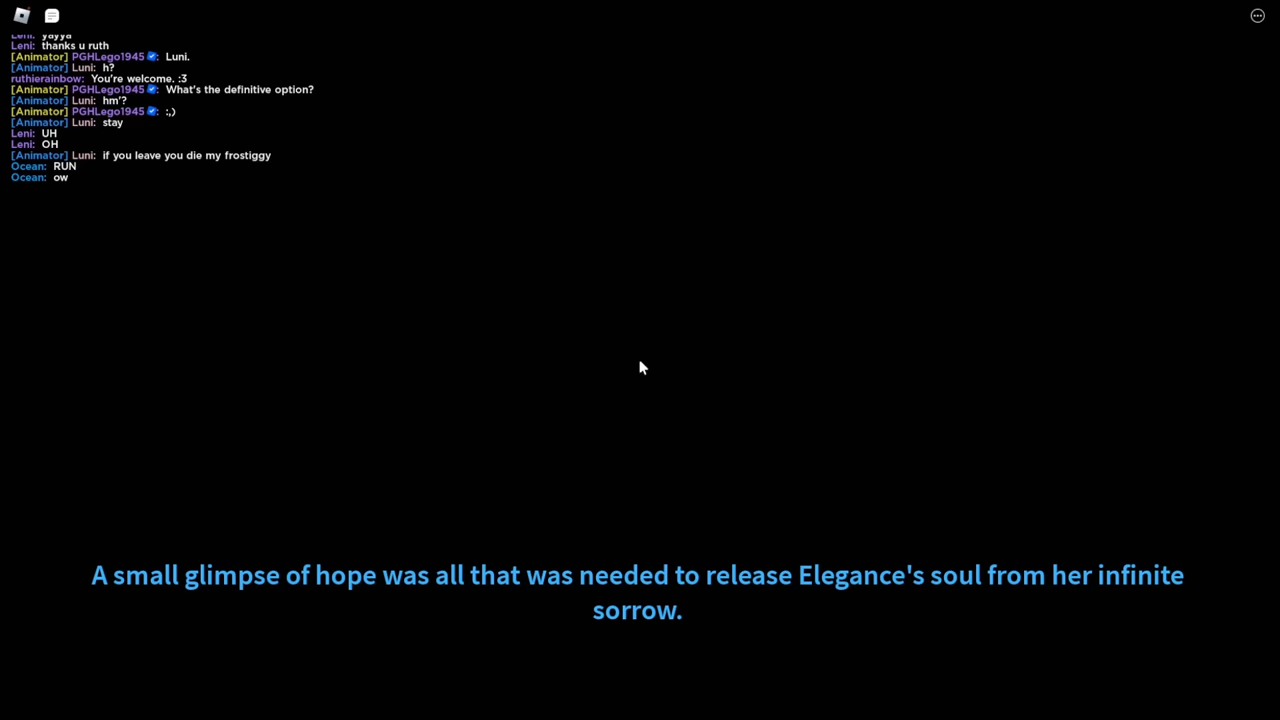 Leni: yayya
Leni: thanks u ruth
[Animator] PGHLego1945: Luni.
[Animator] Luni: h?
ruthierainbow: You're welcome. :3
[Animator] PGHLego1945: What's the definitive option?
[Animator] Luni: hm'?
[Animator] PGHLego1945: :,)
[Animator] Luni: stay
Leni: UH
Leni: OH
[Animator] Luni: if you leave you die my frostiggy
Ocean: RUN
Ocean: ow
A small glimpse of hope was all that was needed to release Elegance's soul from her infinite
sorrow.